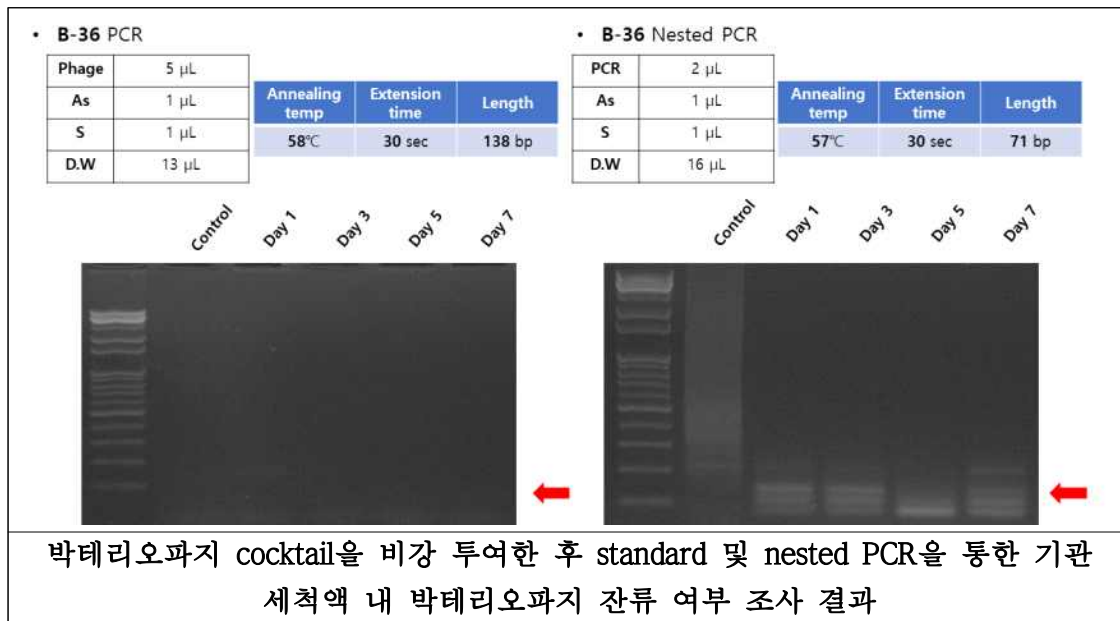 • B-36 PCR
Phage 5 μL
As 1 μL
S 1 μL
D.W 13 μL
Annealing temp Extension time Length
58℃ 30 sec 138 bp
Control Day 1 Day 3 Day 5 Day 7
• B-36 Nested PCR
PCR 2 μL
As 1 μL
S 1 μL
D.W 16 μL
Annealing temp Extension time Length
57℃ 30 sec 71 bp
Control Day 1 Day 3 Day 5 Day 7
박테리오파지 cocktail을 비강 투여한 후 standard 및 nested PCR을 통한 기관
세척액 내 박테리오파지 잔류 여부 조사 결과